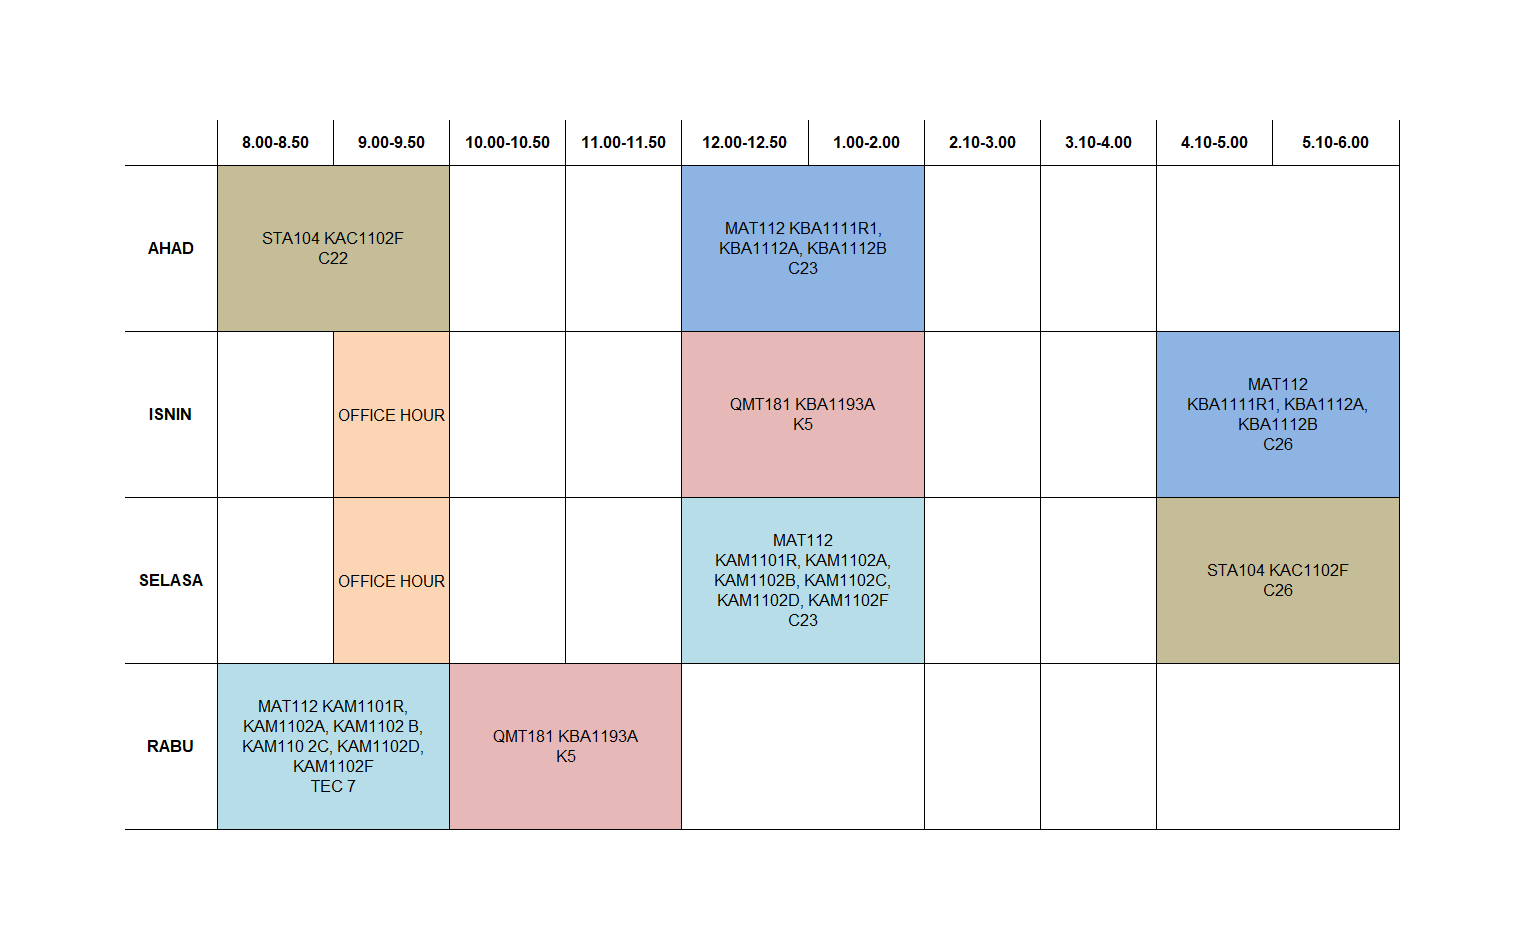 8.00-8.50 9.00-9.50 10.00-10.50 11.00-11.50 12.00-12.50 1.00-2.00 2.10-3.00 3.10-4.00 4.10-5.00 5.10-6.00
AHAD
STA104 KAC1102F
C22
MAT112 KBA1111R1,
KBA1112A, KBA1112B
C23
ISNIN
OFFICE HOUR
QMT181 KBA1193A
K5
MAT112
KBA1111R1, KBA1112A,
KBA1112B
C26
SELASA
OFFICE HOUR
MAT112
KAM1101R, KAM1102A,
KAM1102B, KAM1102C,
KAM1102D, KAM1102F
C23
STA104 KAC1102F
C26
RABU
MAT112 KAM1101R,
KAM1102A, KAM1102 B,
KAM110 2C, KAM1102D,
KAM1102F
TEC 7
QMT181 KBA1193A
K5